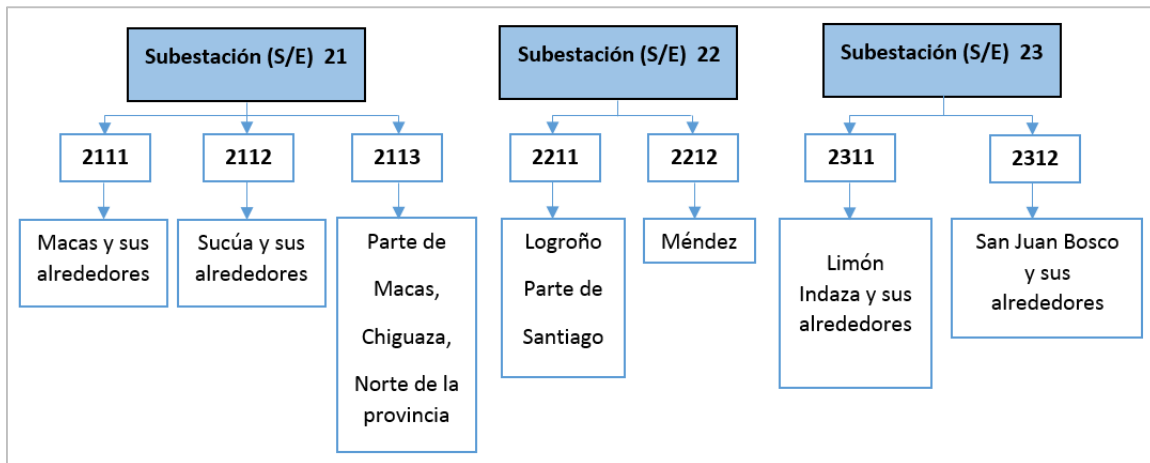 Subestación (S/E) 21
Subestación (S/E) 22
Subestación (S/E) 23
2111
2112
2113
2211
2212
2311
2312
Macas y sus
alrededores
Sucúa y sus
alrededores
Parte de
Macas,
Chiguaza,
Norte de la
provincia
Logroño
Parte de
Santiago
Méndez
Limón
Indaza y sus
alrededores
San Juan Bosco
y sus
alrededores